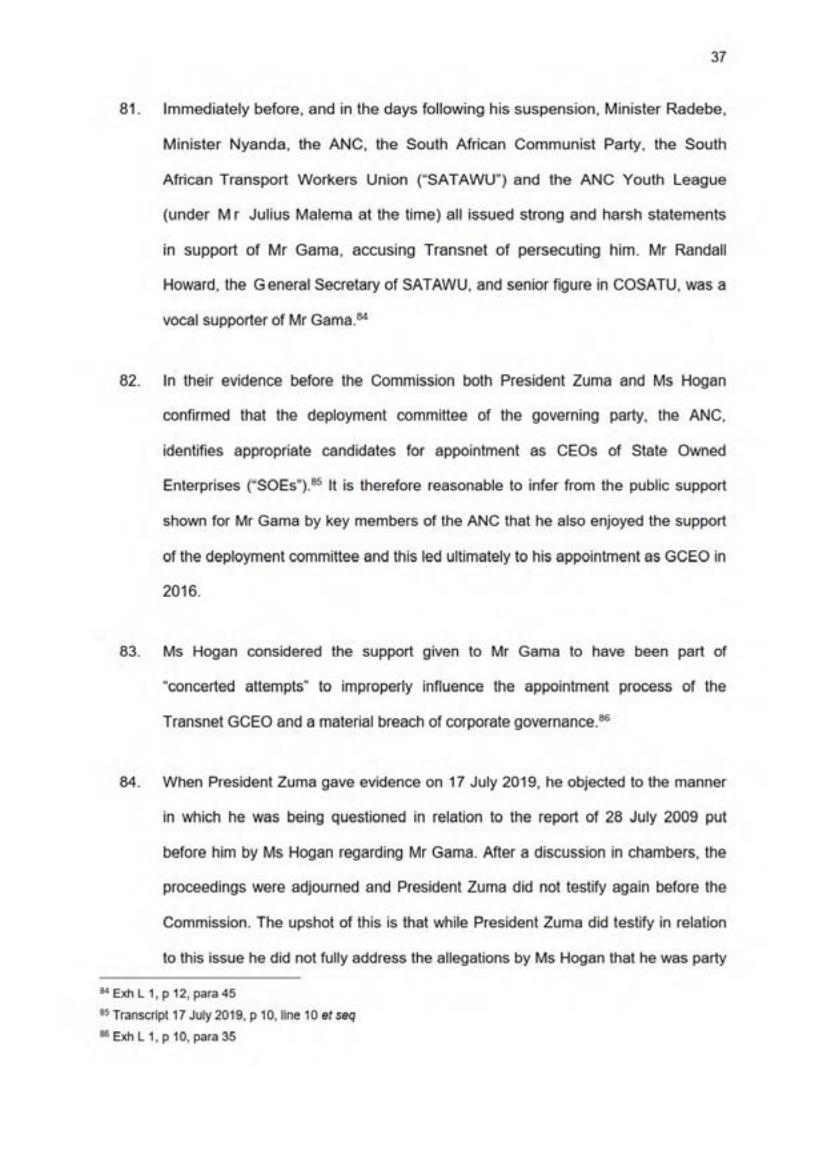 37
81. Immediately before, and in the days following his suspension, Minister Radebe,
Minister Nyanda, the ANC, the South African Communist Party, the South
African Transport Workers Union (“SATAWU”) and the ANC Youth League
(under Mr Julius Malema at the time) all issued strong and harsh statements
in support of Mr Gama, accusing Transnet of persecuting him. Mr Randall
Howard, the General Secretary of SATAWU, and senior figure in COSATU, was a
vocal supporter of Mr Gama.84
82. In their evidence before the Commission both President Zuma and Ms Hogan
confirmed that the deployment committee of the governing party, the ANC,
identifies appropriate candidates for appointment as CEOs of State Owned
Enterprises (“SOEs”).85 It is therefore reasonable to infer from the public support
shown for Mr Gama by key members of the ANC that he also enjoyed the support
of the deployment committee and this led ultimately to his appointment as GCEO in
2016.
83. Ms Hogan considered the support given to Mr Gama to have been part of
“concerted attempts” to improperly influence the appointment process of the
Transnet GCEO and a material breach of corporate governance.86
84. When President Zuma gave evidence on 17 July 2019, he objected to the manner
in which he was being questioned in relation to the report of 28 July 2009 put
before him by Ms Hogan regarding Mr Gama. After a discussion in chambers, the
proceedings were adjourned and President Zuma did not testify again before the
Commission. The upshot of this is that while President Zuma did testify in relation
to this issue he did not fully address the allegations by Ms Hogan that he was party
84 Exh L 1, p 12, para 45
85 Transcript 17 July 2019, p 10, line 10 et seq
86 Exh L 1, p 10, para 35